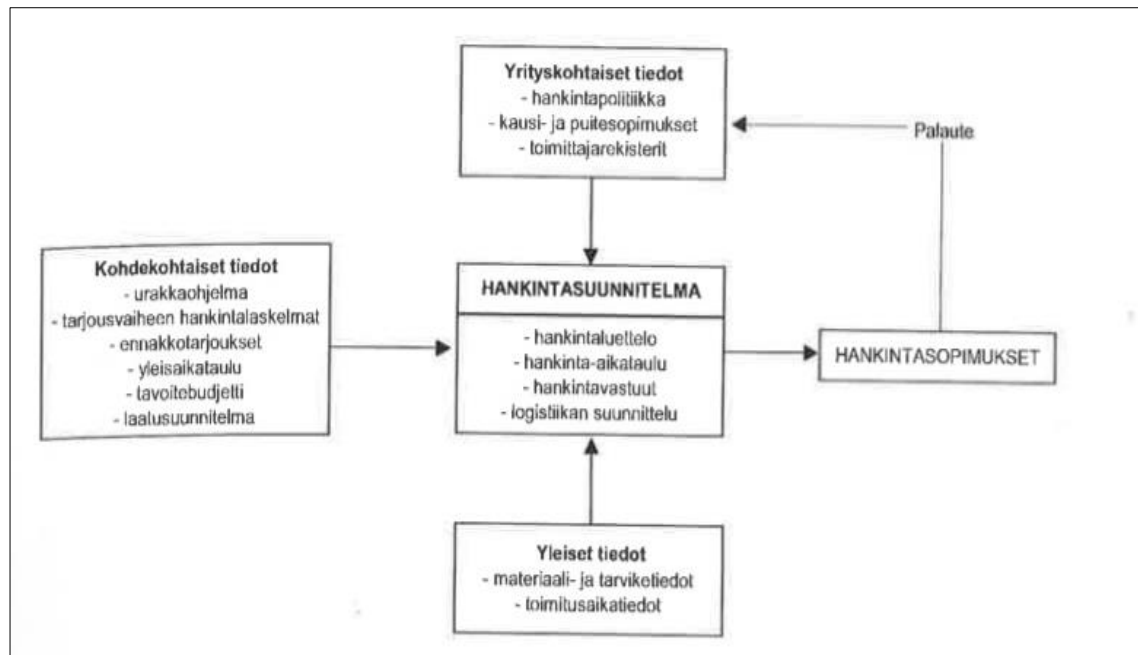 Yrityskohtaiset tiedot
- hankintapolitiikka
- kausi- ja puitesopimukset
- toimittajarekisterit
Palaute
Kohdekohtaiset tiedot
- urakkaohjelma
- tarjousvaiheen hankintalaskelmat
- ennakkotarjoukset
- yleisaikataulu
- tavoitebudjetti
- laatusuunnitelma
HANKINTASUUNNITELMA
- hankintaluettelo
- hankinta-aikataulu
- hankintavastuut
- logistiikan suunnittelu
HANKINTASOPIMUKSET
Yleiset tiedot
- materiaali- ja tarviketiedot
- toimitusaikatiedot